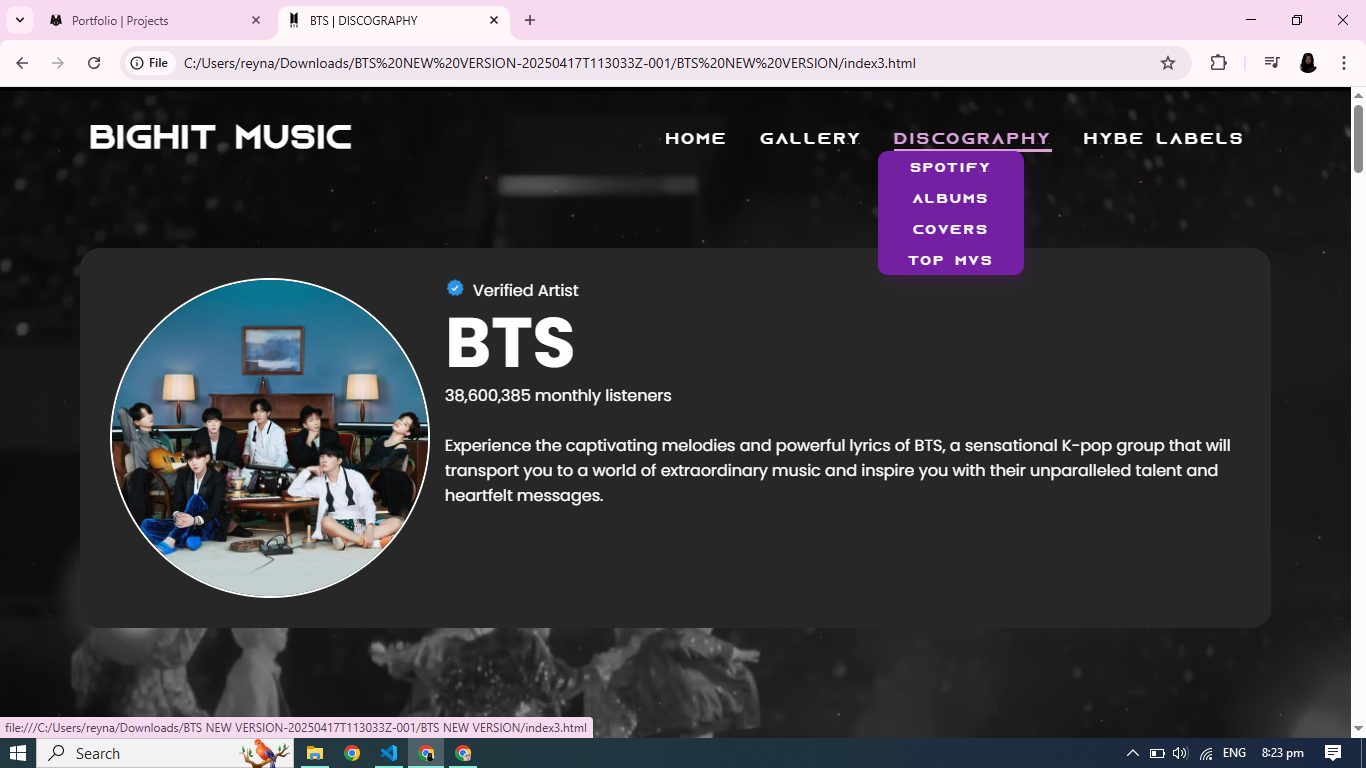 Portfolio | Projects
BTS | DISCOGRAPHY
BTS
File
C:/Users/reyna/Downloads/BTS%20NEW%20VERSION-20250417T113033Z-001/BTS%20NEW%20VERSION/index3.html
BIGHIT MUSIC
HOME
GALLERY
DISCOGRAPHY
HYBE LABELS
SPOTIFY
ALBUMS
COVERS
TOP MVS
Verified Artist
BTS
38,600,385 monthly listeners
Experience the captivating melodies and powerful lyrics of BTS, a sensational K-pop group that will
transport you to a world of extraordinary music and inspire you with their unparalleled talent and
heartfelt messages.
file:///C:/Users/reyna/Downloads/BTS NEW VERSION-20250417T113033Z-001/BTS NEW VERSION/index3.html
Search
ENG
8:23 pm